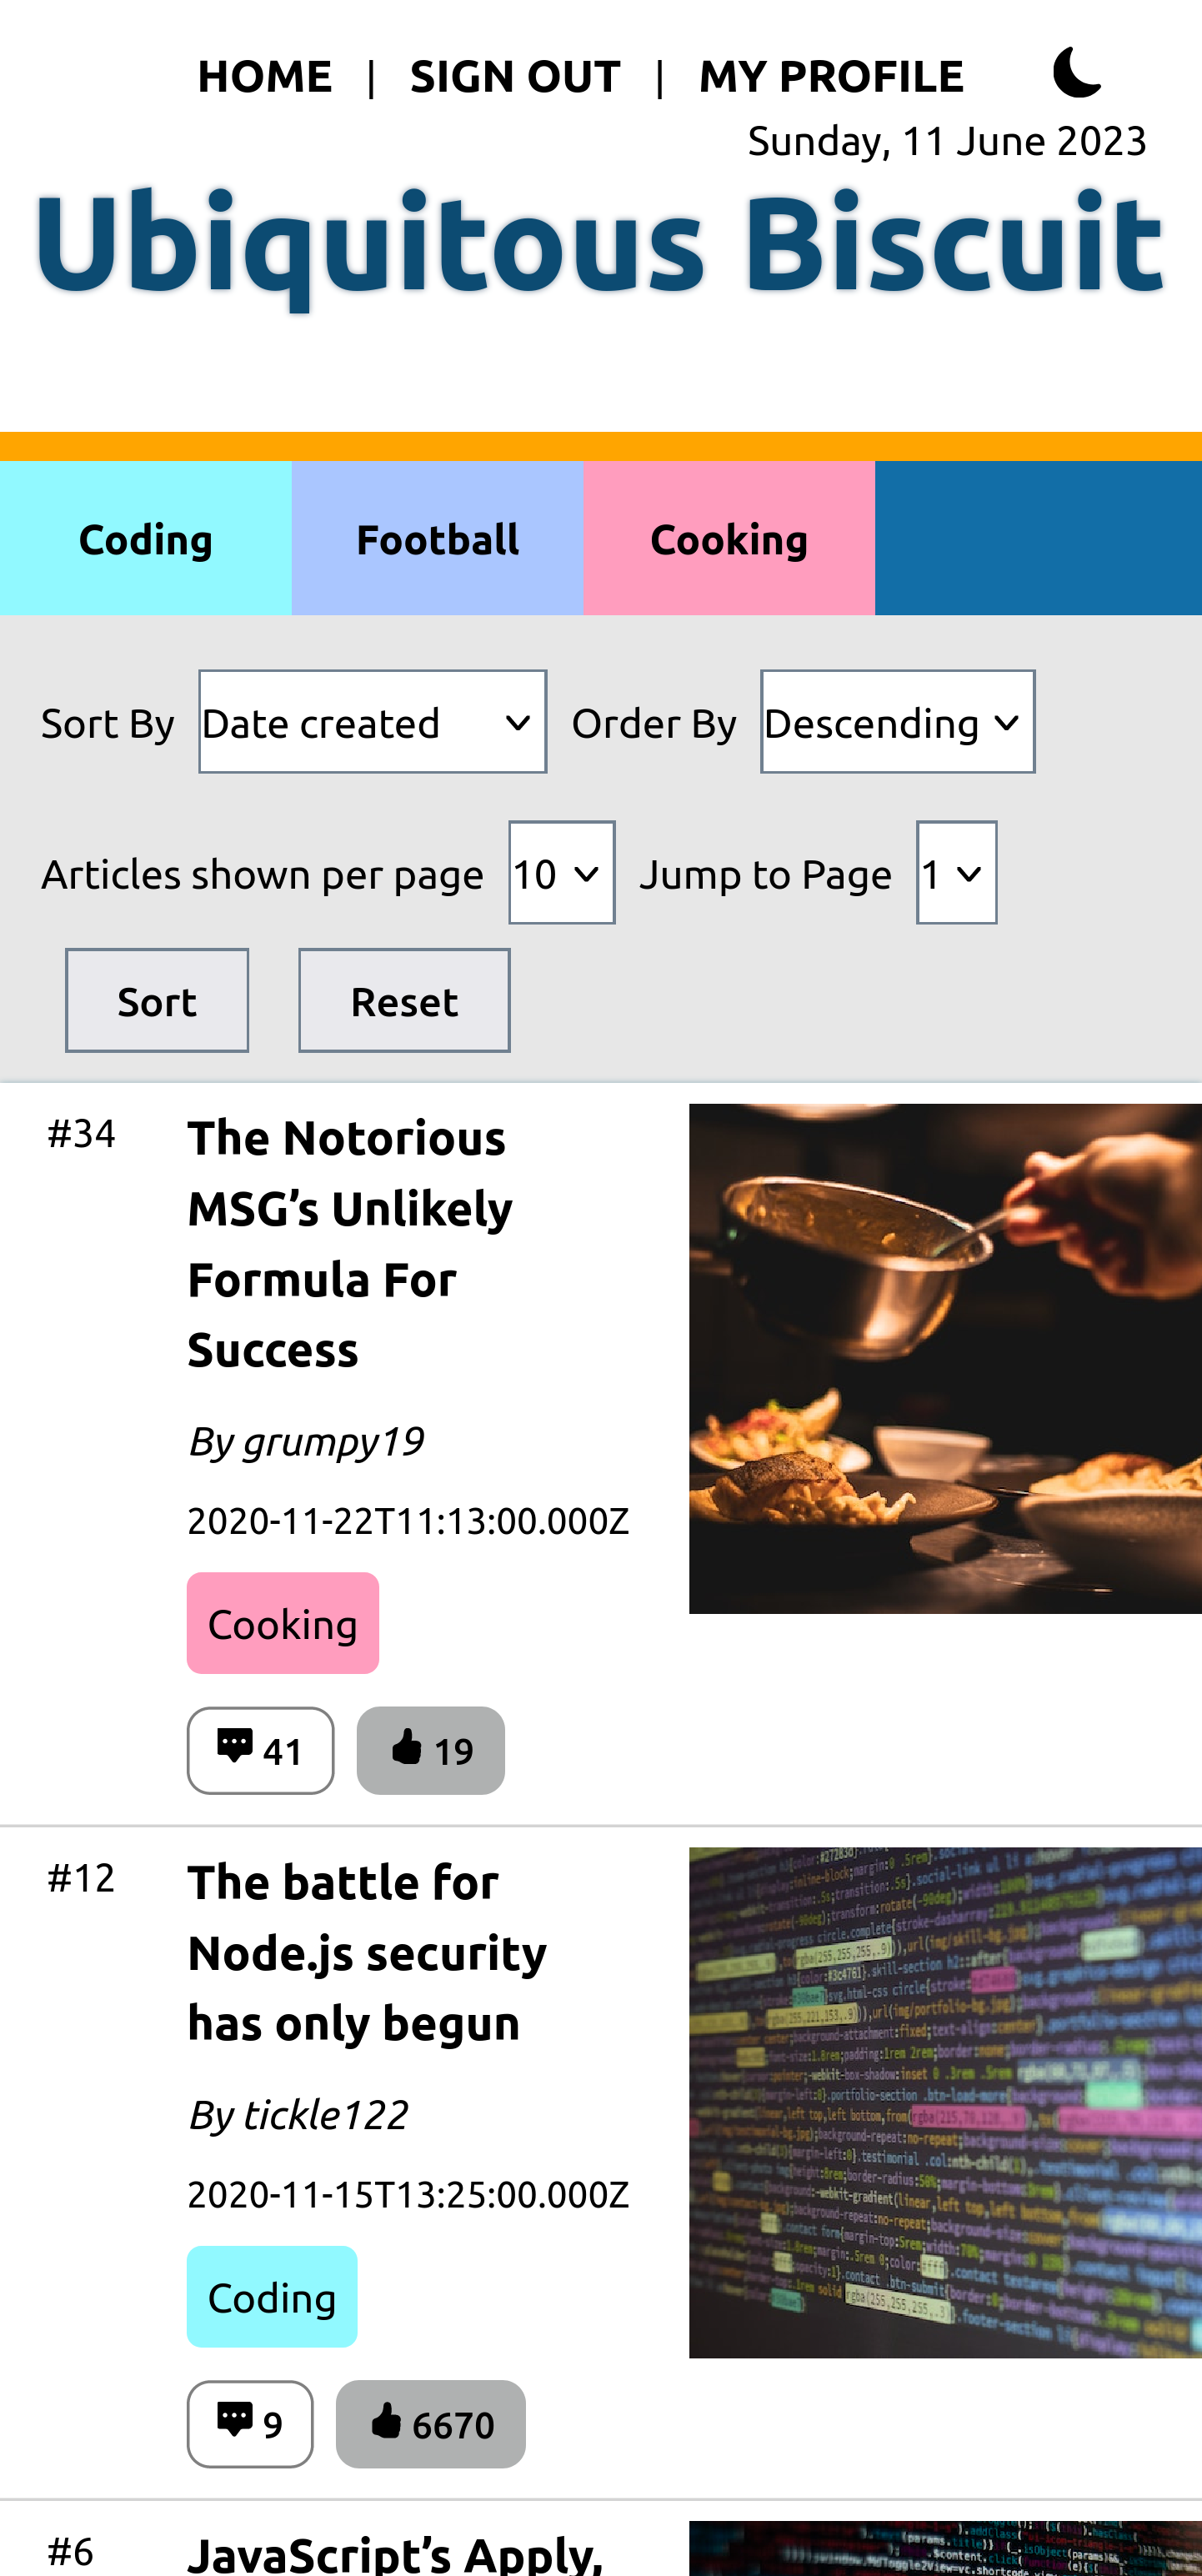 HOME | SIGN OUT | MY PROFILE
Sunday, 11 June 2023
Ubiquitous Biscuit
Coding Football Cooking
Sort By Date created Order By Descending
Articles shown per page 10 Jump to Page 1
Sort Reset
#34 The Notorious
MSG’s Unlikely
Formula For
Success
By grumpy19
2020-11-22T11:13:00.000Z
Cooking
41 19
#12 The battle for
Node.js security
has only begun
By tickle122
2020-11-15T13:25:00.000Z
Coding
9 6670
#6 JavaScript’s Apply,